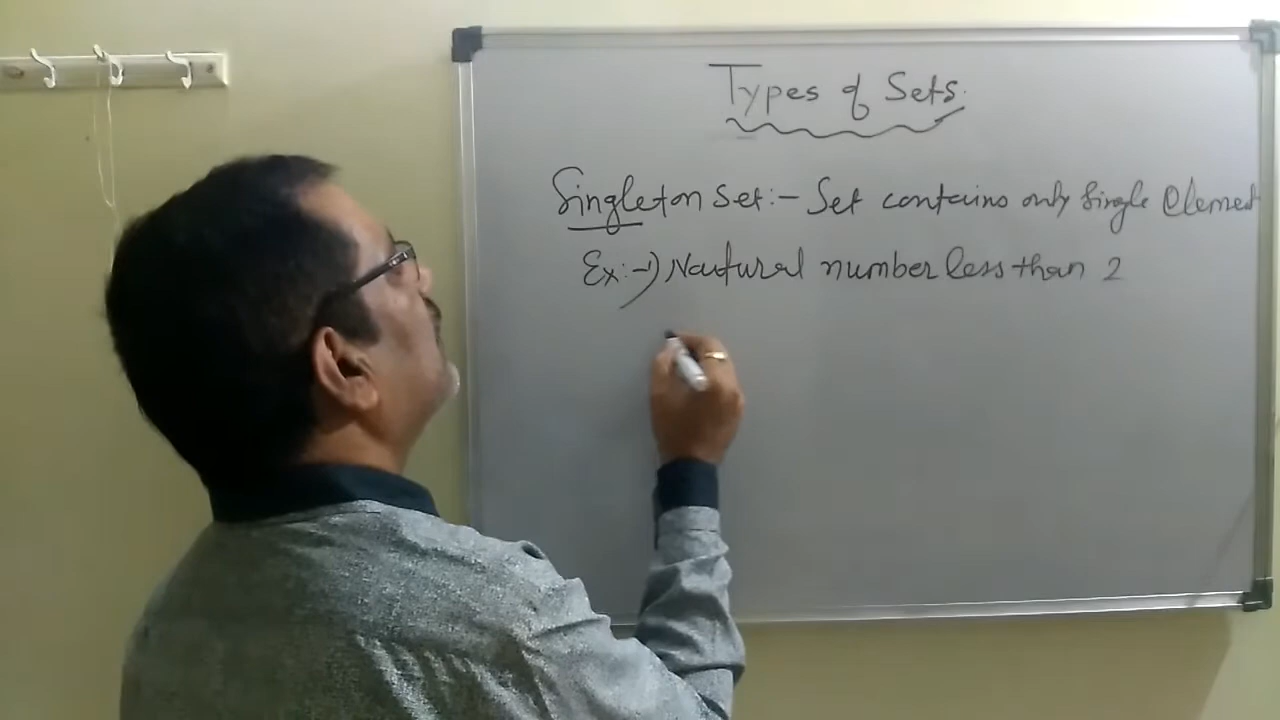 Types of Sets.
Singleton Set:- Set contains only Single Element
Ex:-1) Natural number less than 2